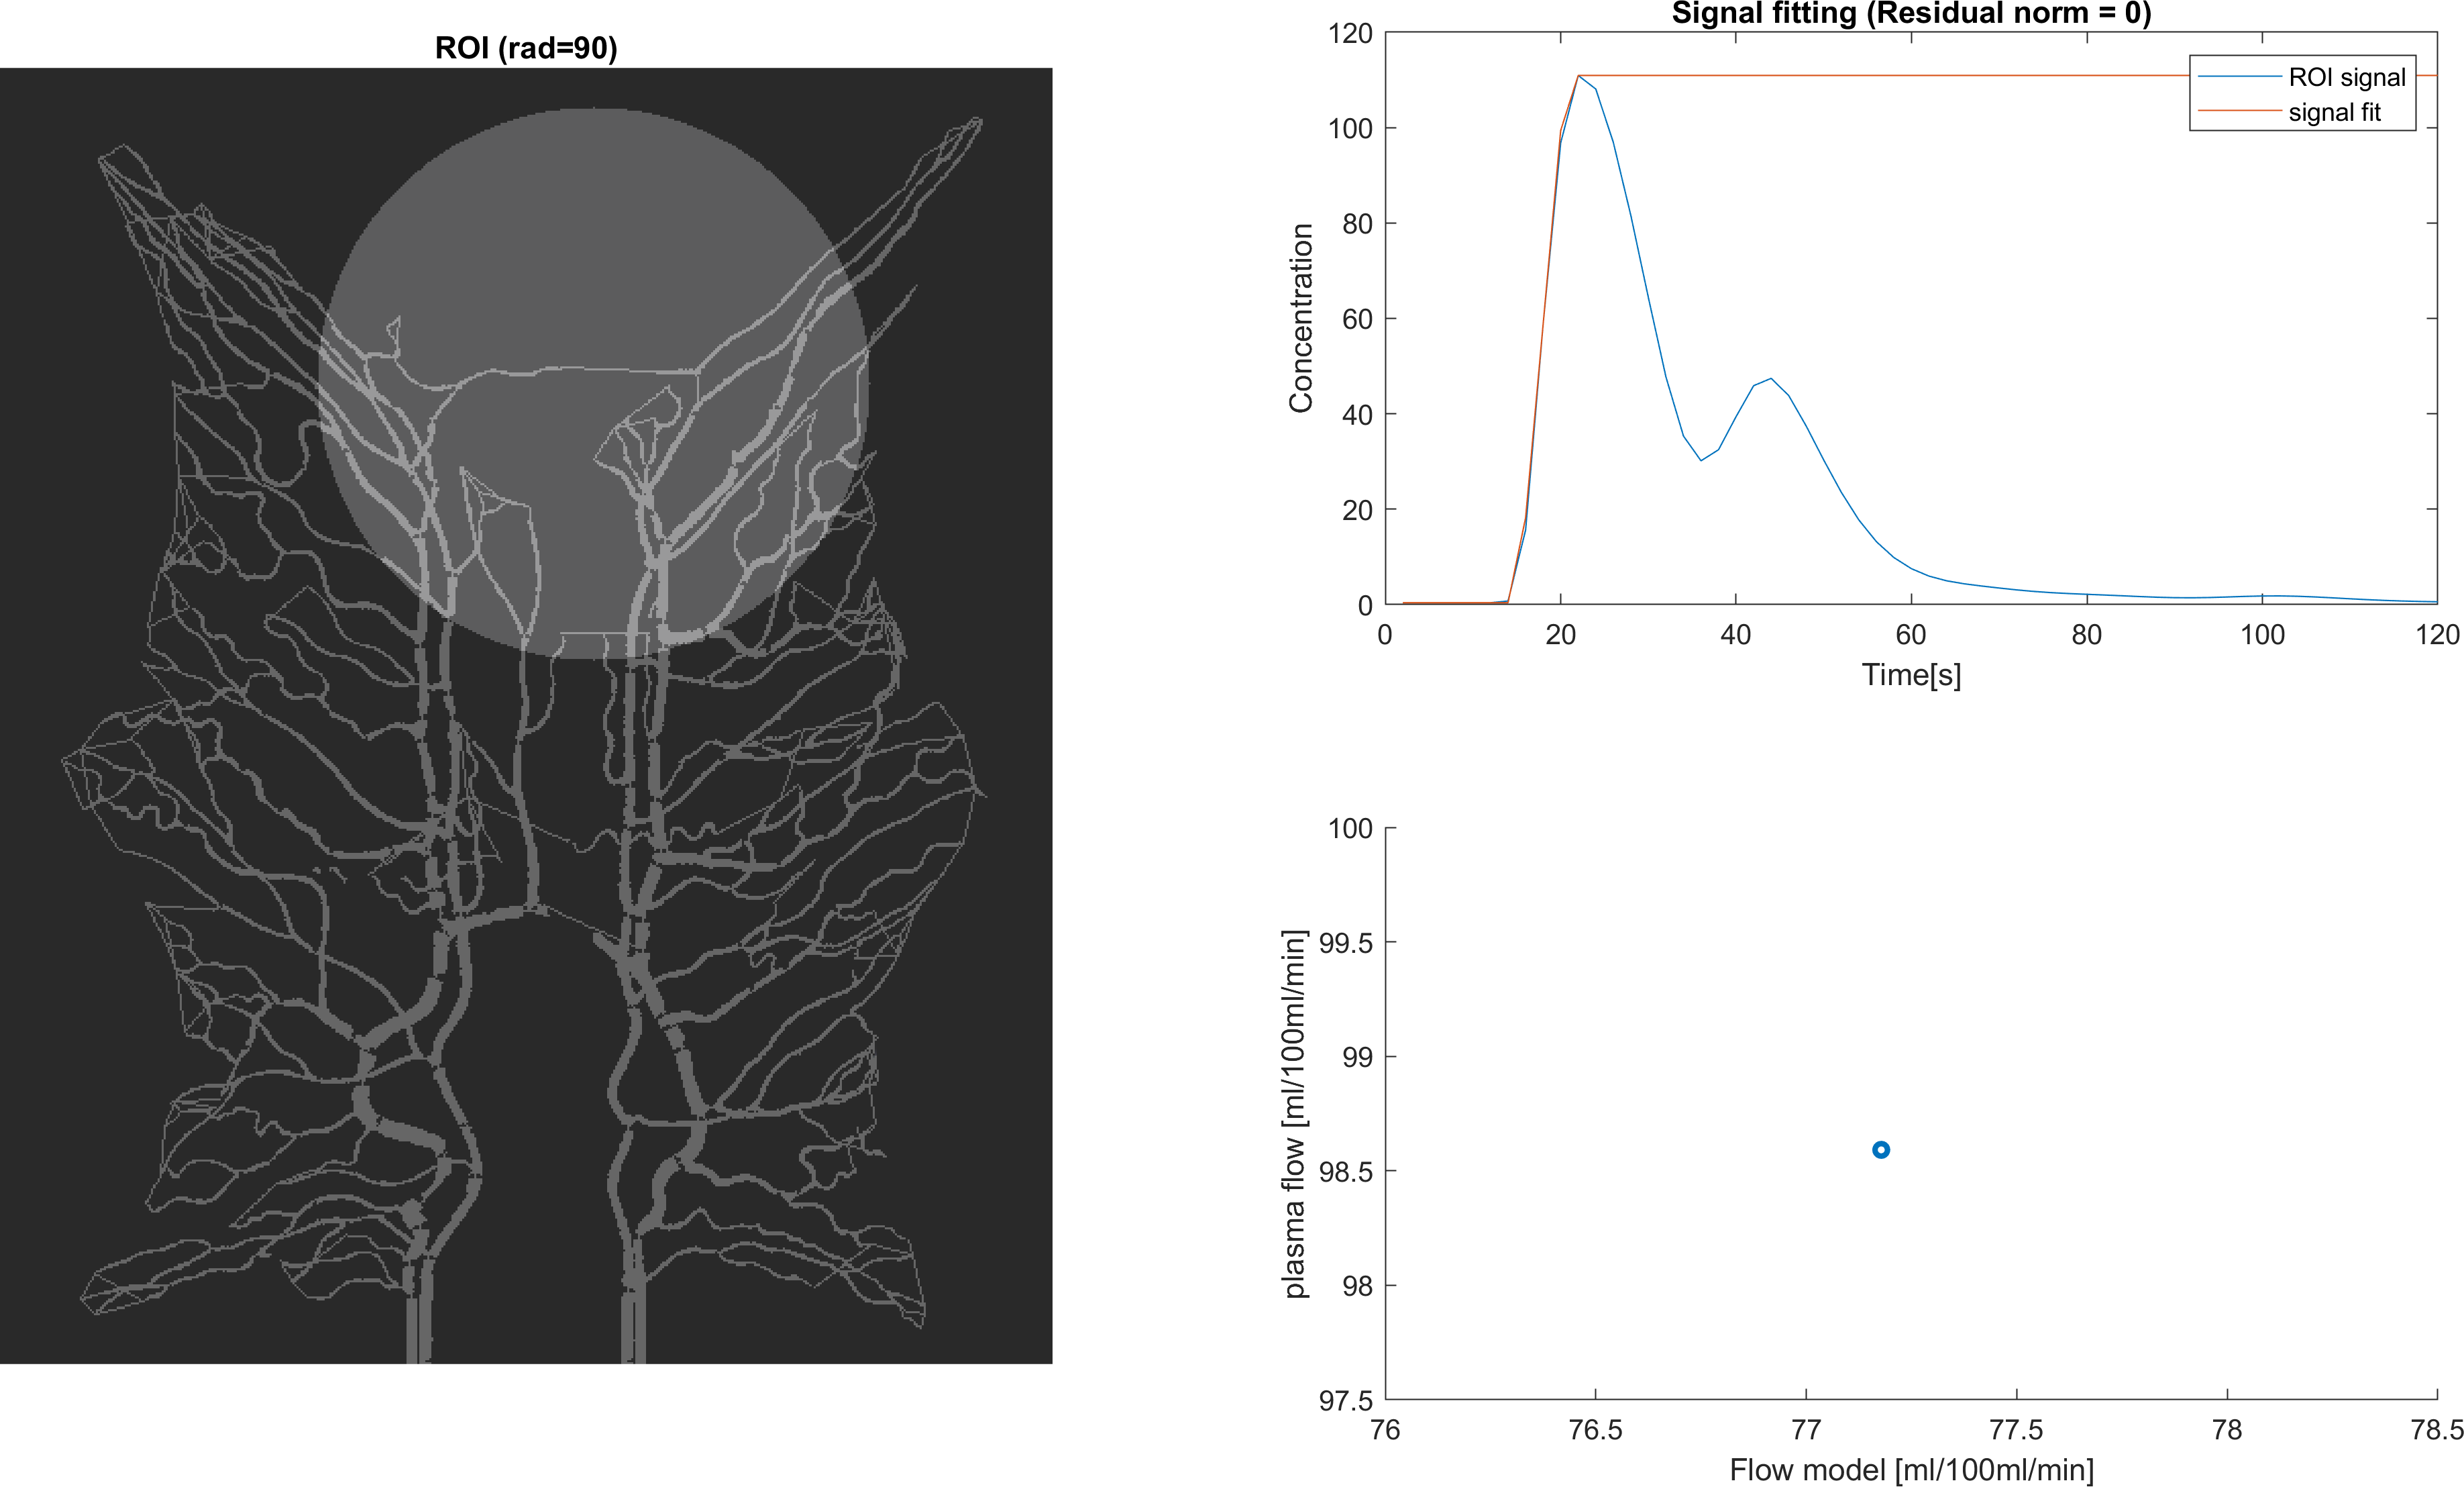 ROI (rad=90)
Signal fitting (Residual norm = 0)
120
100
80
60
40
20
0
Concentration
ROI signal
signal fit
0 20 40 60 80 100 120
Time[s]
100
99.5
99
98.5
98
97.5
plasma flow [ml/100ml/min]
76 76.5 77 77.5 78 78.5
Flow model [ml/100ml/min]